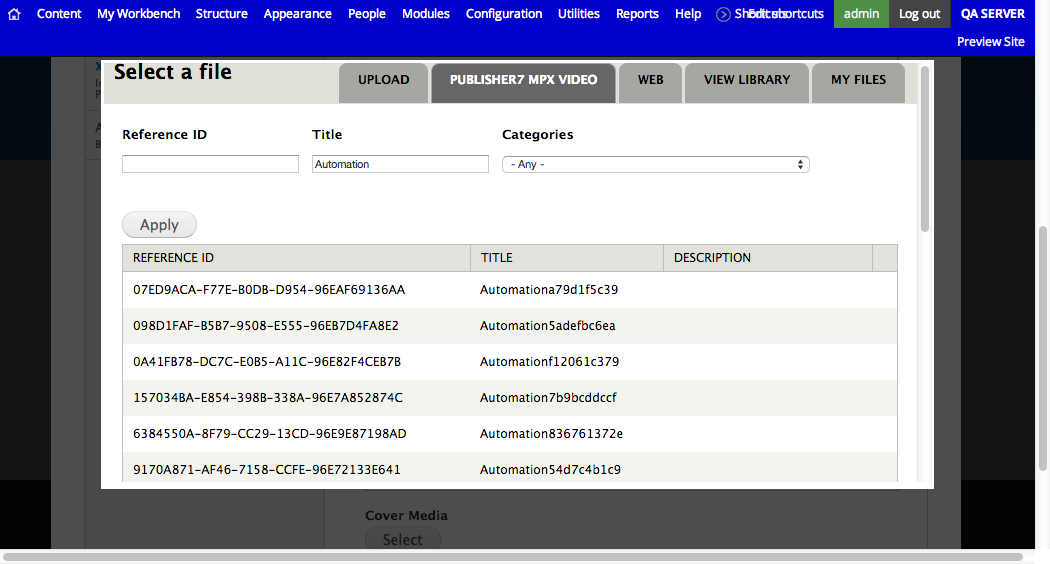 Content My Workbench Structure Appearance People Modules Configuration Utilities Reports Help Shortcuts Edit shortcuts admin Log out QA SERVER
Preview Site
Select a file UPLOAD PUBLISHER7 MPX VIDEO WEB VIEW LIBRARY MY FILES
Reference ID Title Categories
Automation - Any -
Apply
REFERENCE ID TITLE DESCRIPTION
07ED9ACA-F77E-B0DB-D954-96EAF69136AA Automationa79d1f5c39
098D1FAF-B5B7-9508-E555-96EB7D4FA8E2 Automation5adefbc6ea
0A41FB78-DC7C-E0B5-A11C-96E82F4CEB7B Automationf12061c379
157034BA-E854-398B-338A-96E7A852874C Automation7b9bcddccf
6384550A-8F79-CC29-13CD-96E9E87198AD Automation836761372e
9170A871-AF46-7158-CCFE-96E72133E641 Automation54d7c4b1c9
Cover Media
Select